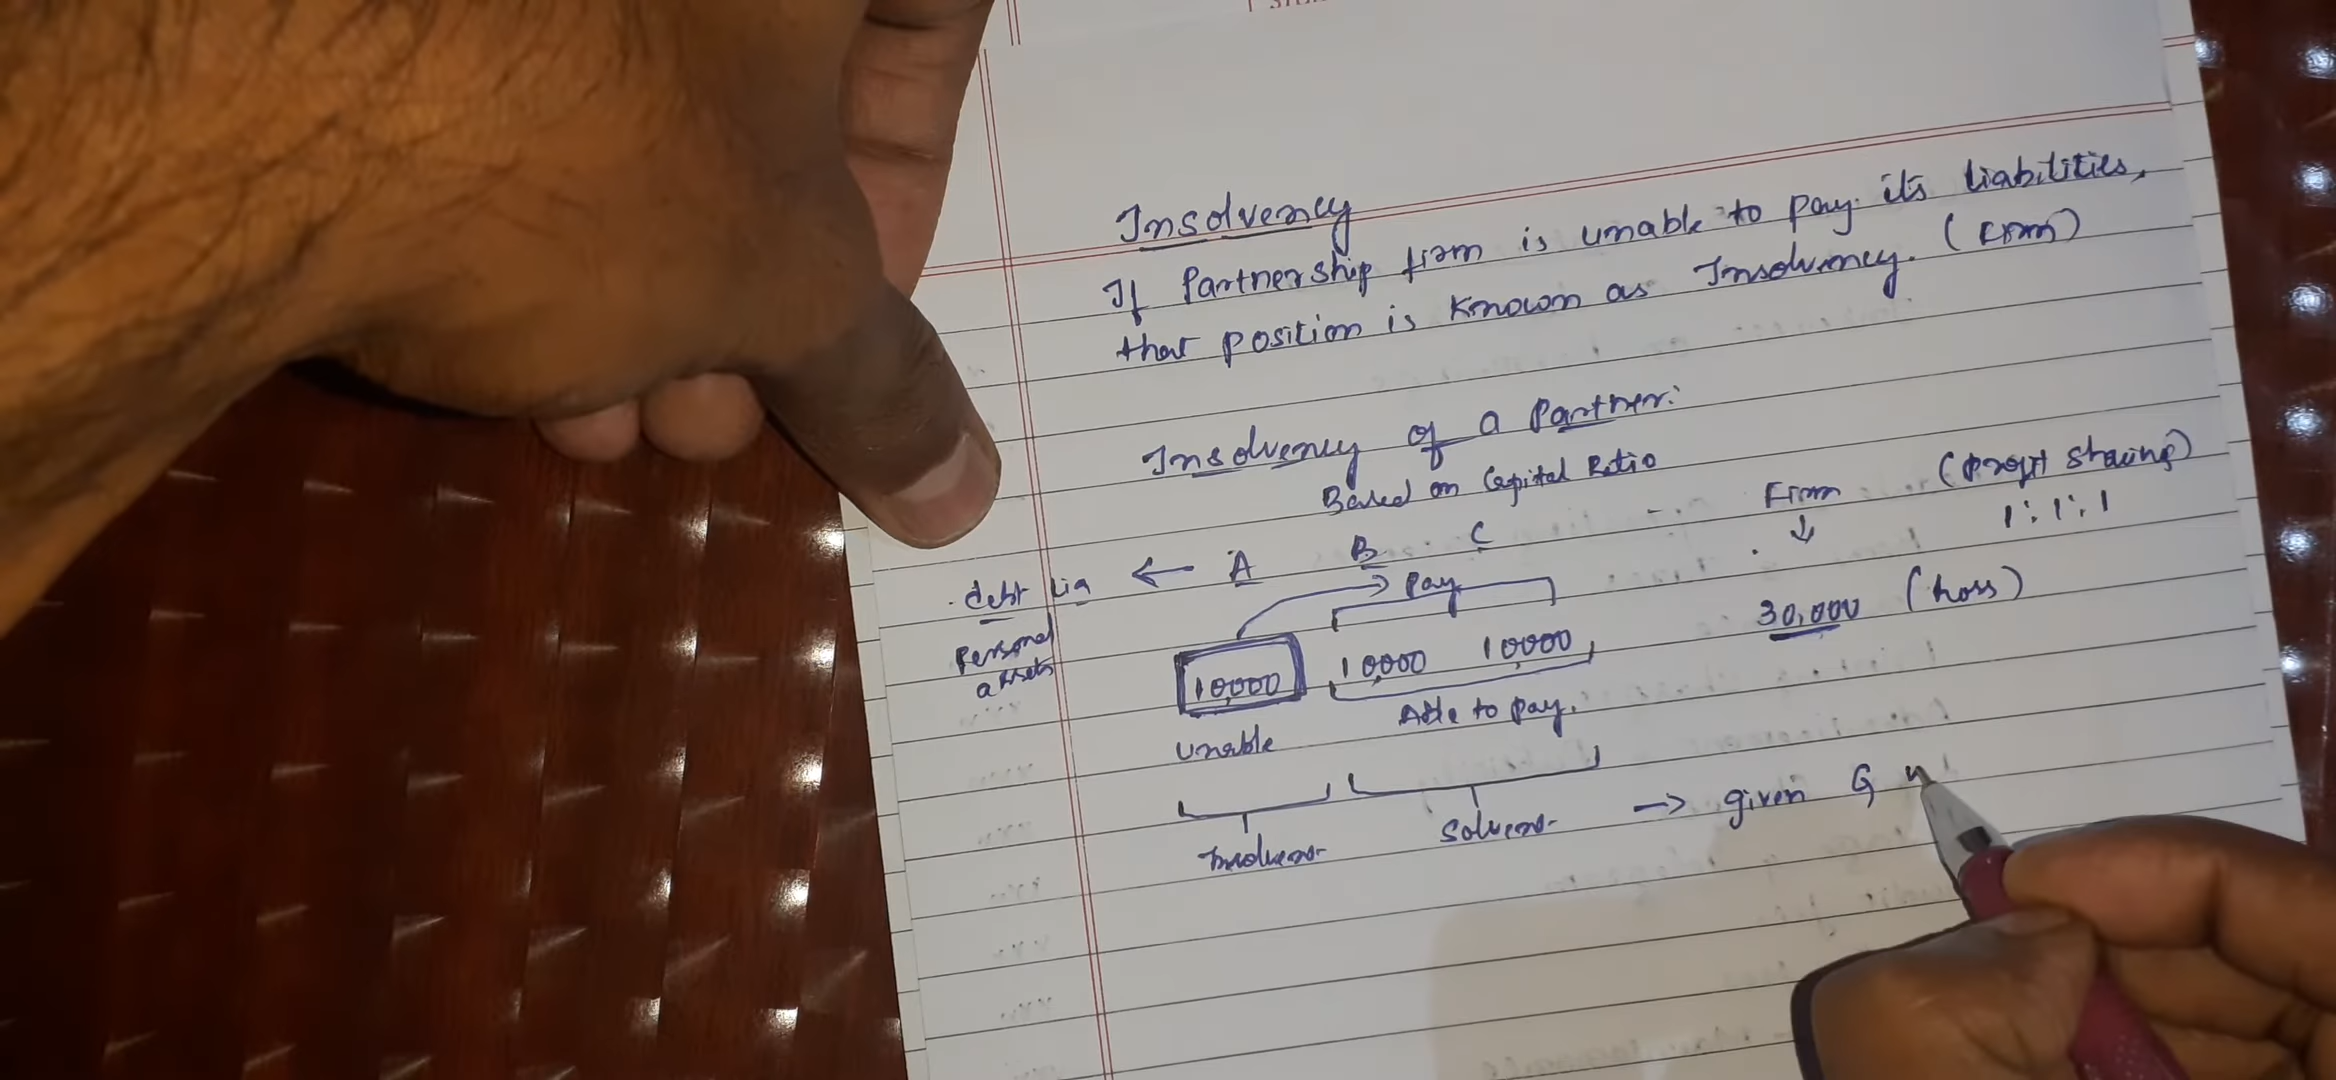 Insolvency
If Partnership firm is unable to pay its liabilities,
that position is known as Insolvency. (Firm)
Insolvency of a Partner:
Based on Capital Ratio
Firm (Profit sharing)
1:1:1
debt lia ← A B C ↓
Personal assets
→ pay
10,000 10,000 10,000 30,000 (Loss)
unable Able to pay.
Insolvent Solvent → given G